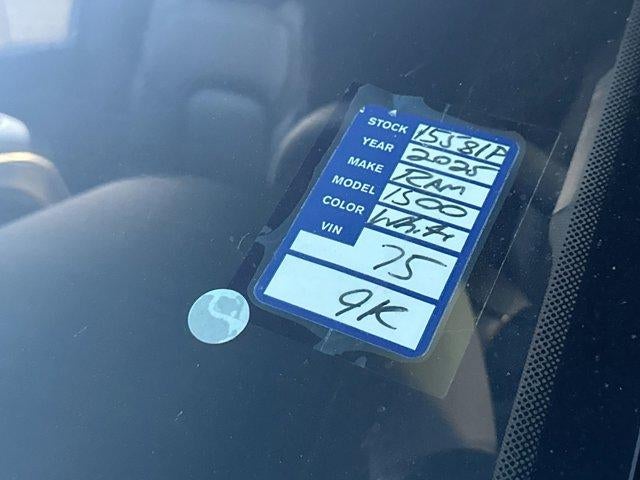 STOCK 15581P
YEAR 2025
MAKE RAM
MODEL 1500
COLOR White
VIN 75
9K